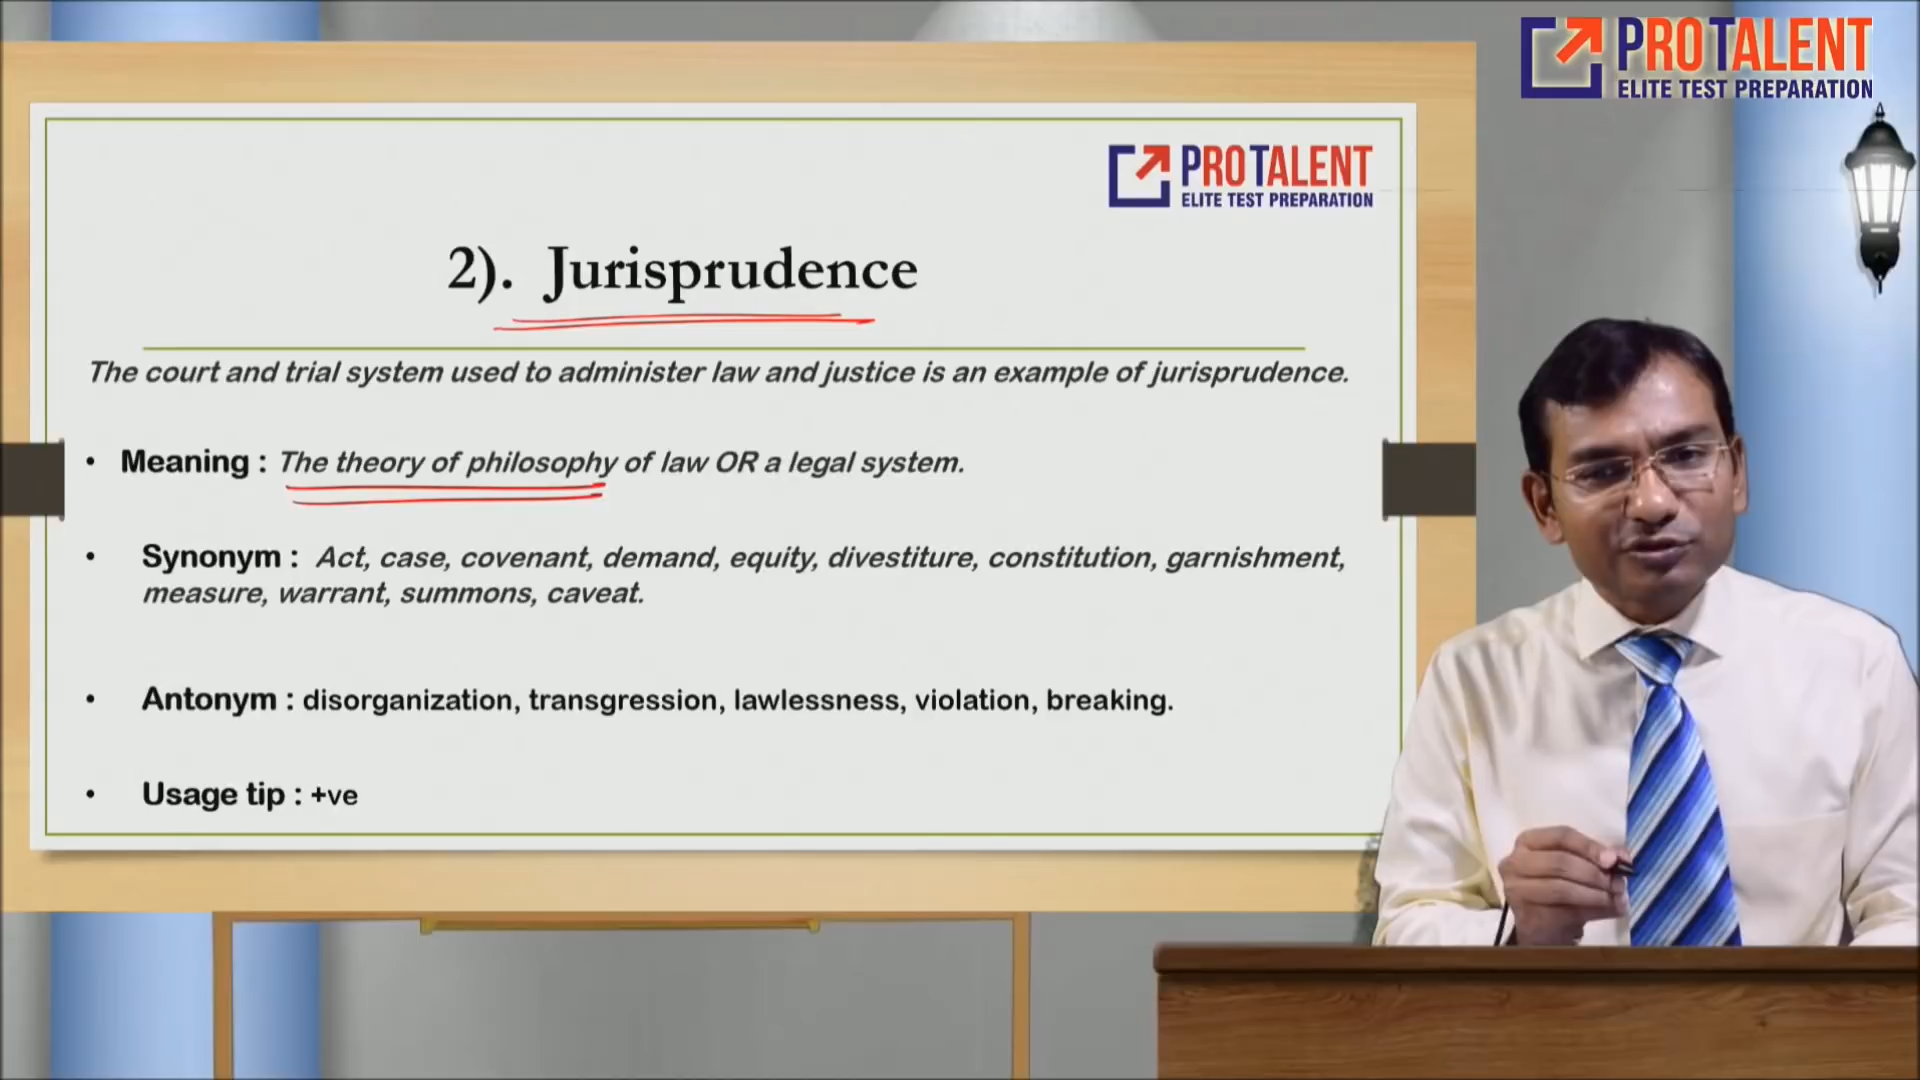 PROTALENT
ELITE TEST PREPARATION
PROTALENT
ELITE TEST PREPARATION
2). Jurisprudence
The court and trial system used to administer law and justice is an example of jurisprudence.
• Meaning : The theory of philosophy of law OR a legal system.
• Synonym : Act, case, covenant, demand, equity, divestiture, constitution, garnishment,
measure, warrant, summons, caveat.
• Antonym : disorganization, transgression, lawlessness, violation, breaking.
• Usage tip : +ve